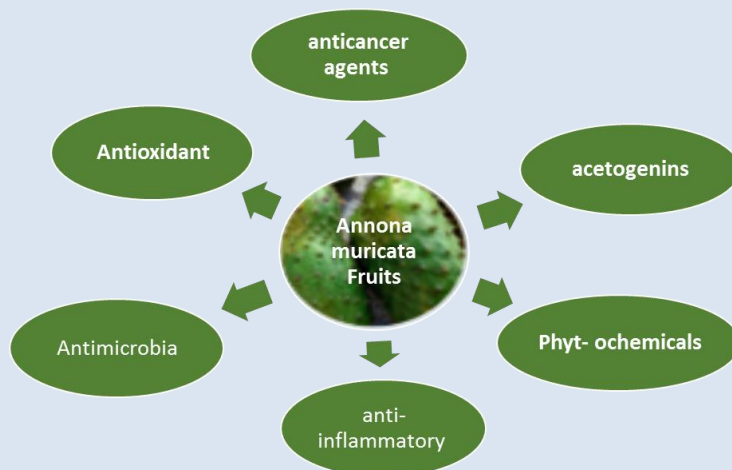 anticancer
agents
Antioxidant
acetogenins
Annona
muricata
Fruits
Antimicrobia
Phyt- ochemicals
anti-
inflammatory